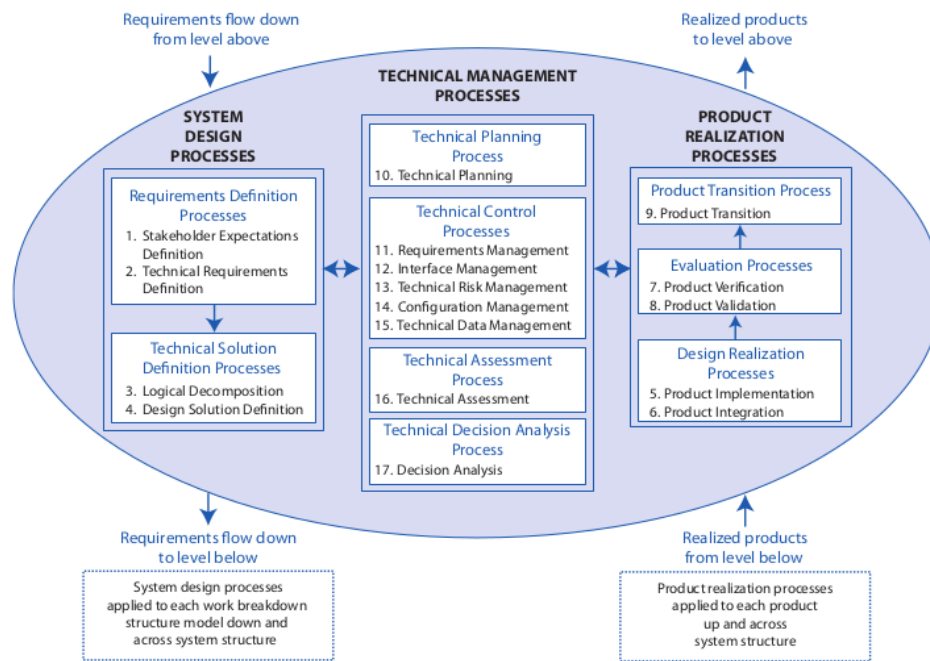 Requirements flow down
from level above
Realized products
to level above
TECHNICAL MANAGEMENT
PROCESSES
SYSTEM
DESIGN
PROCESSES
Requirements Definition
Processes
1. Stakeholder Expectations
Definition
2. Technical Requirements
Definition
Technical Solution
Definition Processes
3. Logical Decomposition
4. Design Solution Definition
Technical Planning
Process
10. Technical Planning
Technical Control
Processes
11. Requirements Management
12. Interface Management
13. Technical Risk Management
14. Configuration Management
15. Technical Data Management
Technical Assessment
Process
16. Technical Assessment
Technical Decision Analysis
Process
17. Decision Analysis
PRODUCT
REALIZATION
PROCESSES
Product Transition Process
9. Product Transition
Evaluation Processes
7. Product Verification
8. Product Validation
Design Realization
Processes
5. Product Implementation
6. Product Integration
Requirements flow down
to level below
Realized products
from level below
System design processes
applied to each work breakdown
structure model down and
across system structure
Product realization processes
applied to each product
up and across
system structure